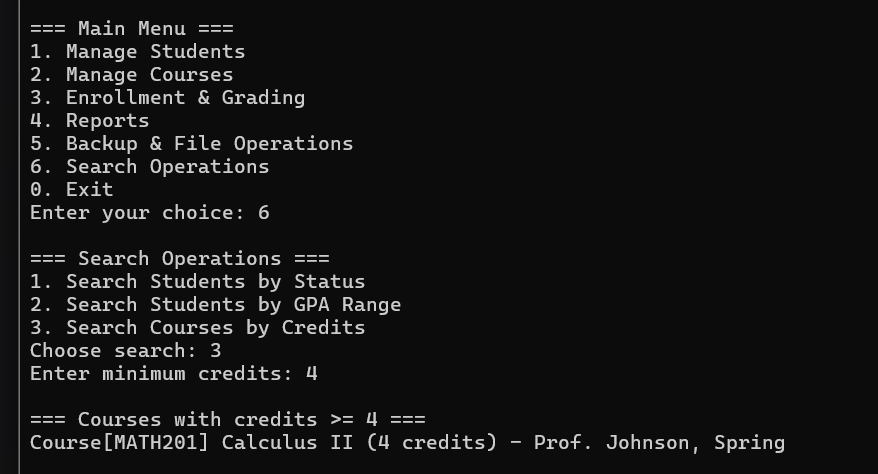 === Main Menu ===
1. Manage Students
2. Manage Courses
3. Enrollment & Grading
4. Reports
5. Backup & File Operations
6. Search Operations
0. Exit
Enter your choice: 6
=== Search Operations ===
1. Search Students by Status
2. Search Students by GPA Range
3. Search Courses by Credits
Choose search: 3
Enter minimum credits: 4
=== Courses with credits >= 4 ===
Course[MATH201] Calculus II (4 credits) - Prof. Johnson, Spring